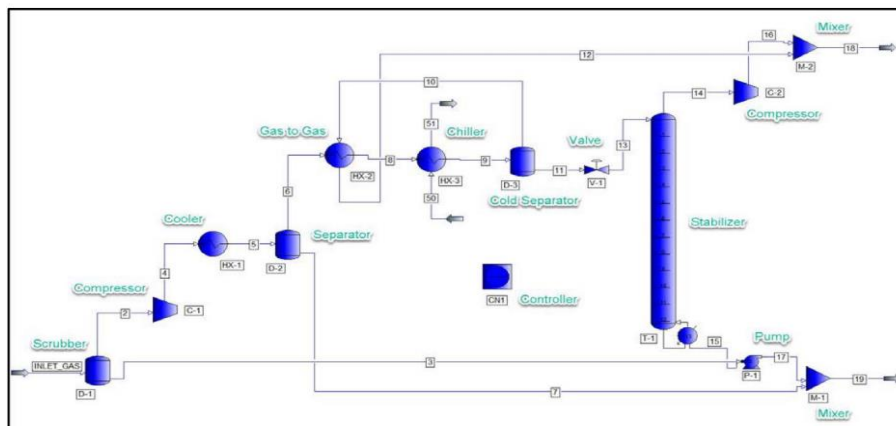 Mixer
16
18
M-2
12
14
C-2
Compressor
10
51
Gas to Gas
Chiller
Valve
13
8
9
HX-2
HX-3
D-3
11
V-1
Cold Separator
50
6
Stabilizer
Cooler
5
Separator
HX-1
D-2
4
Compressor
C-1
CN1
Controller
2
Scrubber
T-1
15
Pump
INLET_GAS
3
17
P-1
D-1
7
19
M-1
Mixer